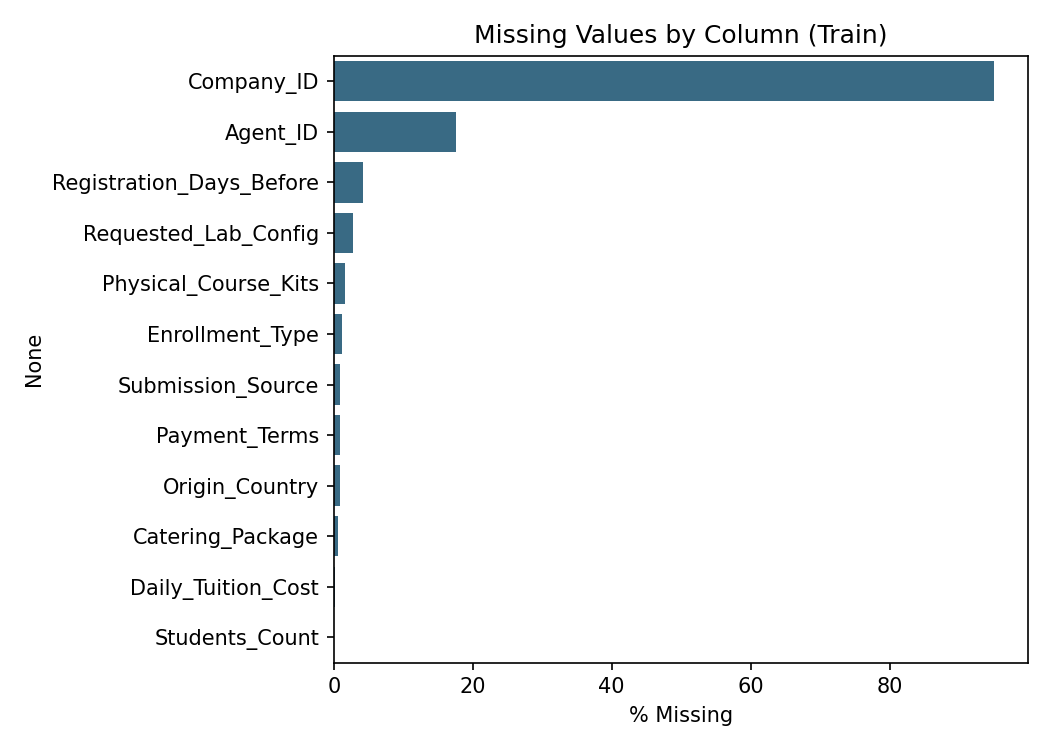 Missing Values by Column (Train)
Company_ID
Agent_ID
Registration_Days_Before
Requested_Lab_Config
Physical_Course_Kits
Enrollment_Type
Submission_Source
Payment_Terms
Origin_Country
Catering_Package
Daily_Tuition_Cost
Students_Count
None
0 20 40 60 80
% Missing